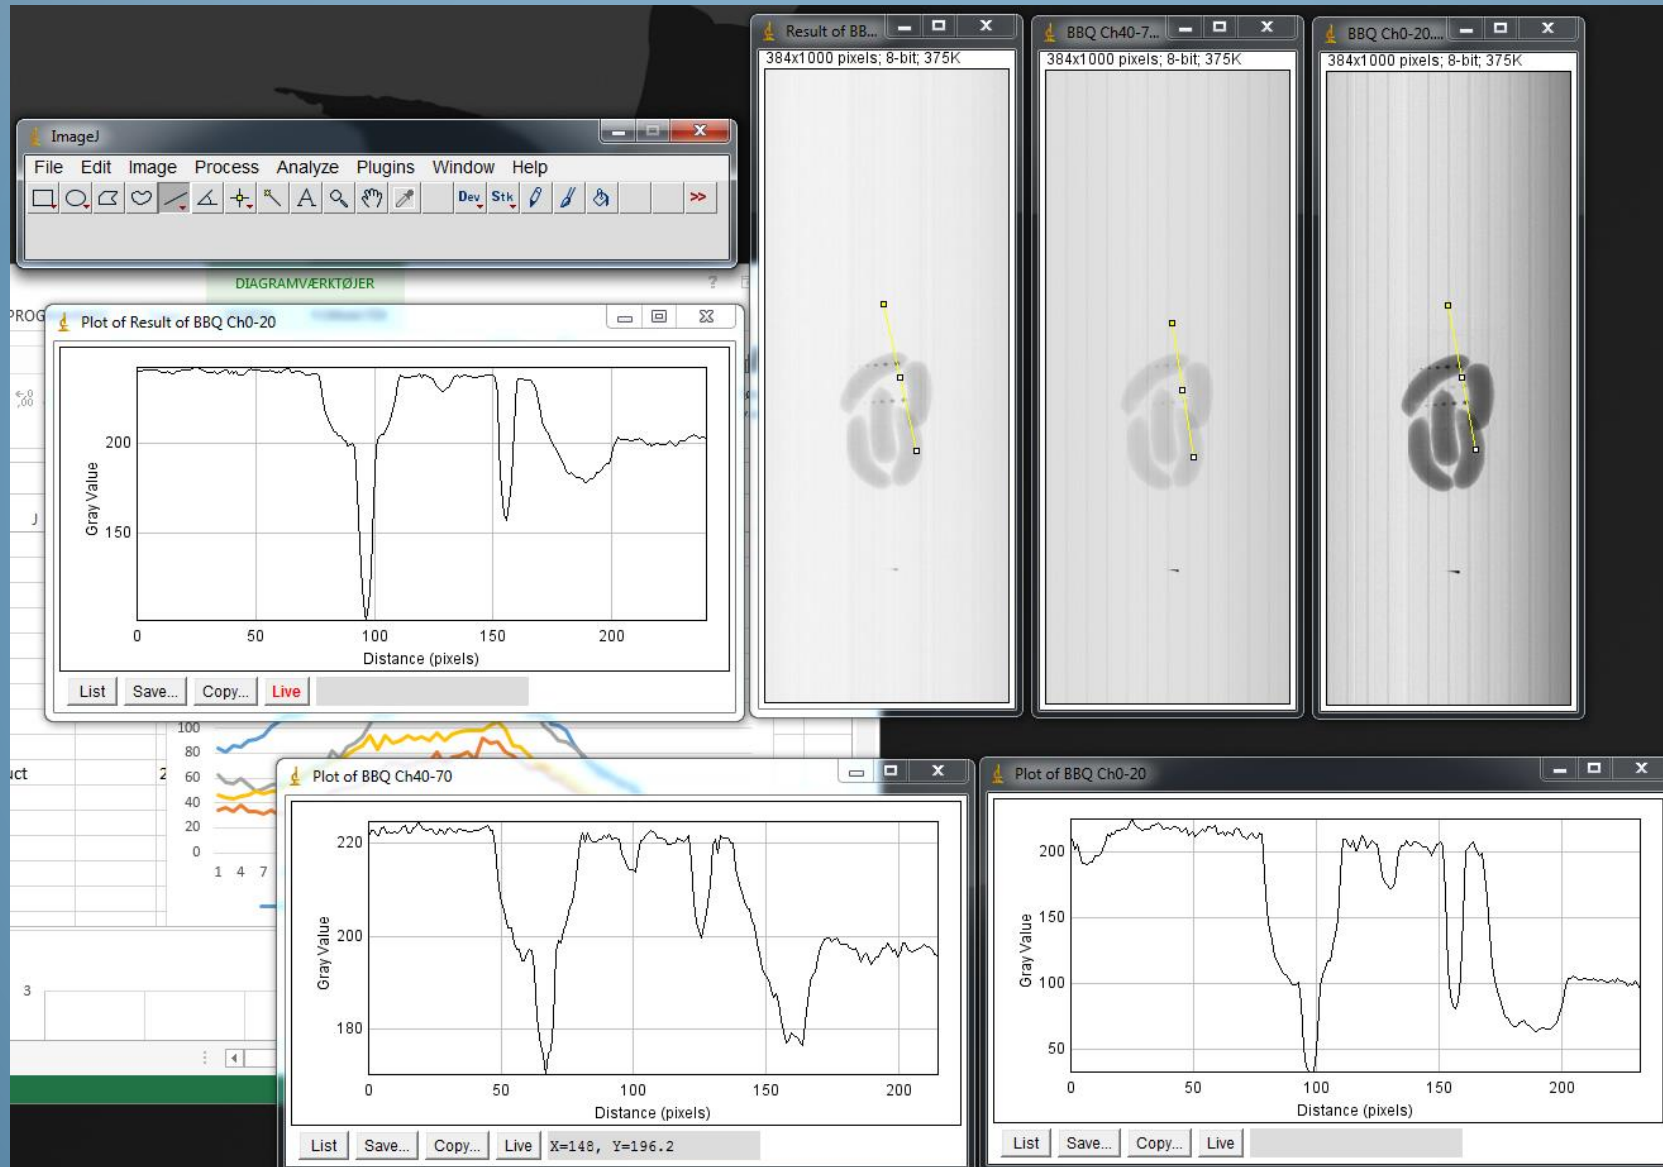 Result of BB...
384x1000 pixels; 8-bit; 375K
BBQ Ch40-7...
384x1000 pixels; 8-bit; 375K
BBQ Ch0-20....
384x1000 pixels; 8-bit; 375K
ImageJ
File Edit Image Process Analyze Plugins Window Help
Dev Stk >>
DIAGRAMVÆRKTØJER ?
PROG
Plot of Result of BBQ Ch0-20
200
150
Gray Value
0 50 100 150 200
Distance (pixels)
List Save... Copy... Live
,00
J
uct
2
100
80
60
40
20
0
1 4 7
3
Plot of BBQ Ch40-70
220
200
180
Gray Value
0 50 100 150 200
Distance (pixels)
List Save... Copy... Live X=148, Y=196.2
Plot of BBQ Ch0-20
200
150
100
50
Gray Value
0 50 100 150 200
Distance (pixels)
List Save... Copy... Live